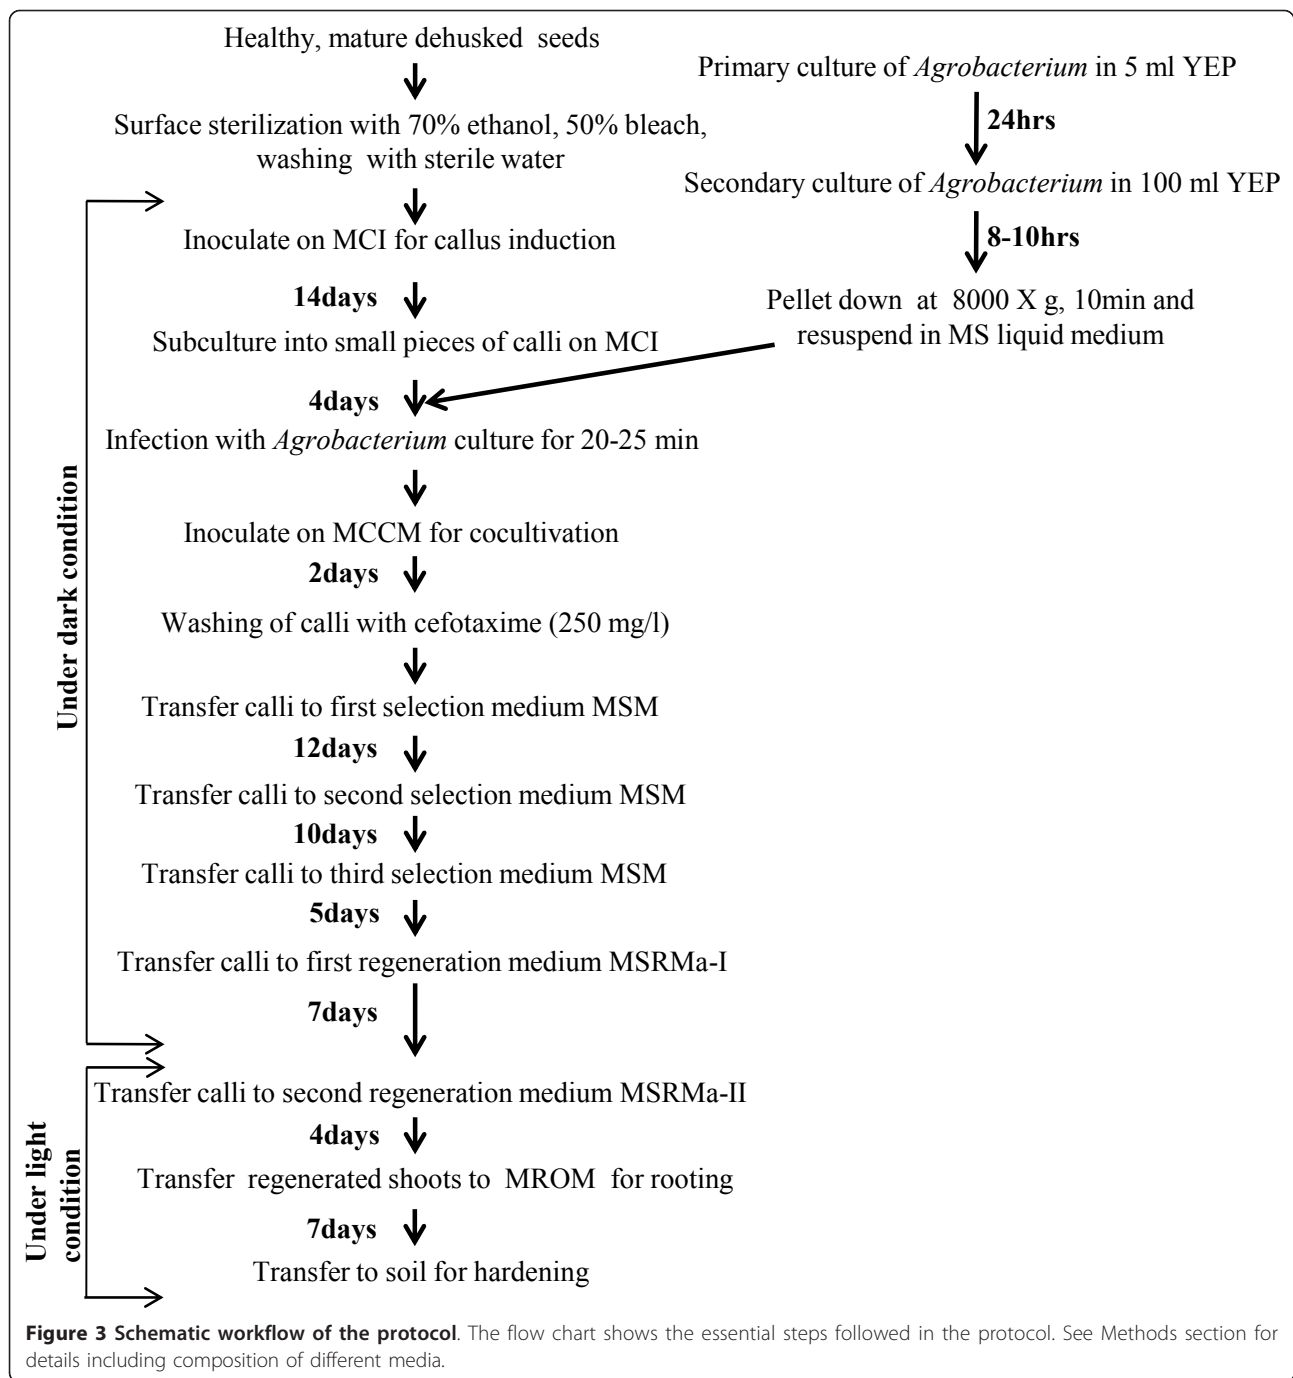 Healthy, mature dehusked seeds
Surface sterilization with 70% ethanol, 50% bleach,
washing with sterile water
Inoculate on MCI for callus induction
14days
Subculture into small pieces of calli on MCI
4days
Infection with Agrobacterium culture for 20-25 min
Inoculate on MCCM for cocultivation
2days
Washing of calli with cefotaxime (250 mg/l)
Transfer calli to first selection medium MSM
12days
Transfer calli to second selection medium MSM
10days
Transfer calli to third selection medium MSM
5days
Transfer calli to first regeneration medium MSRMa-I
7days
Transfer calli to second regeneration medium MSRMa-II
4days
Transfer regenerated shoots to MROM for rooting
7days
Transfer to soil for hardening
Primary culture of Agrobacterium in 5 ml YEP
24hrs
Secondary culture of Agrobacterium in 100 ml YEP
8-10hrs
Pellet down at 8000 X g, 10min and
resuspend in MS liquid medium
Under dark condition
Under light
condition
Figure 3 Schematic workflow of the protocol. The flow chart shows the essential steps followed in the protocol. See Methods section for
details including composition of different media.